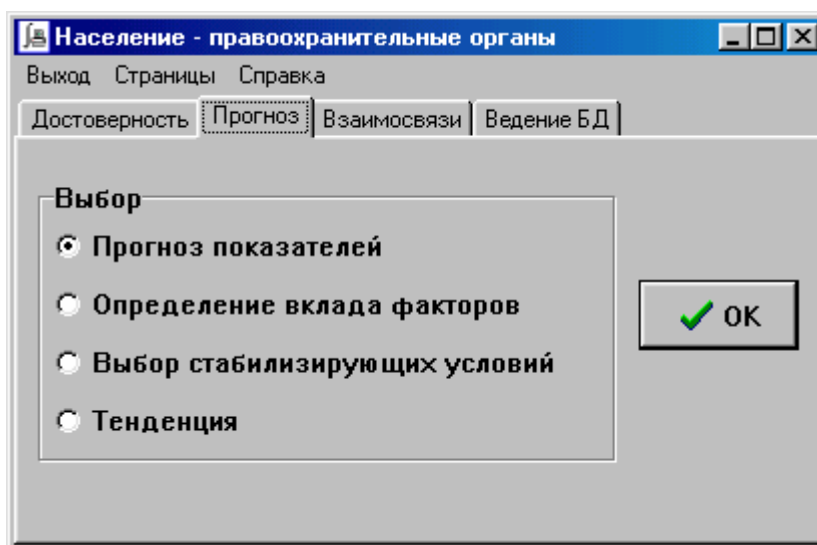 Население - правоохранительные органы
Выход Страницы Справка
Достоверность Прогноз Взаимосвязи Ведение БД
Выбор
Прогноз показателей
Определение вклада факторов
OK
Выбор стабилизирующих условий
Тенденция